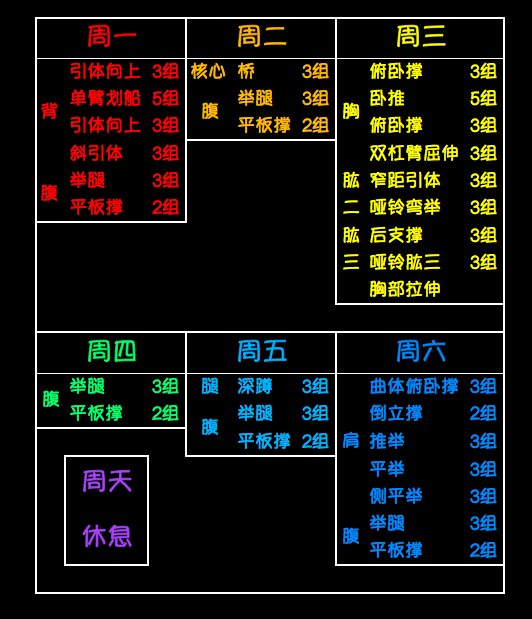 周一
背 引体向上 3组
单臂划船 5组
引体向上 3组
斜引体 3组
腹 举腿 3组
平板撑 2组
周二
核心 桥 3组
腹 举腿 3组
平板撑 2组
周三
胸 俯卧撑 3组
卧推 5组
俯卧撑 3组
双杠臂屈伸 3组
肱二 窄距引体 3组
哑铃弯举 3组
肱三 后支撑 3组
哑铃肱三 3组
胸部拉伸
周四
腹 举腿 3组
平板撑 2组
周五
腿 深蹲 3组
腹 举腿 3组
平板撑 2组
周六
肩 曲体俯卧撑 3组
倒立撑 2组
推举 3组
平举 3组
侧平举 3组
腹 举腿 3组
平板撑 2组
周天
休息